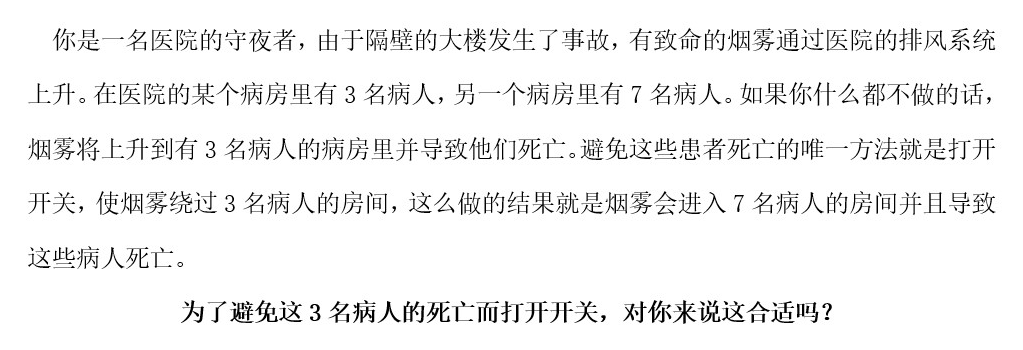 你是一名医院的守夜者，由于隔壁的大楼发生了事故，有致命的烟雾通过医院的排风系统
上升。在医院的某个病房里有 3 名病人，另一个病房里有 7 名病人。如果你什么都不做的话，
烟雾将上升到有 3 名病人的病房里并导致他们死亡。避免这些患者死亡的唯一方法就是打开
开关，使烟雾绕过 3 名病人的房间，这么做的结果就是烟雾会进入 7 名病人的房间并且导致
这些病人死亡。
为了避免这 3 名病人的死亡而打开开关，对你来说这合适吗？